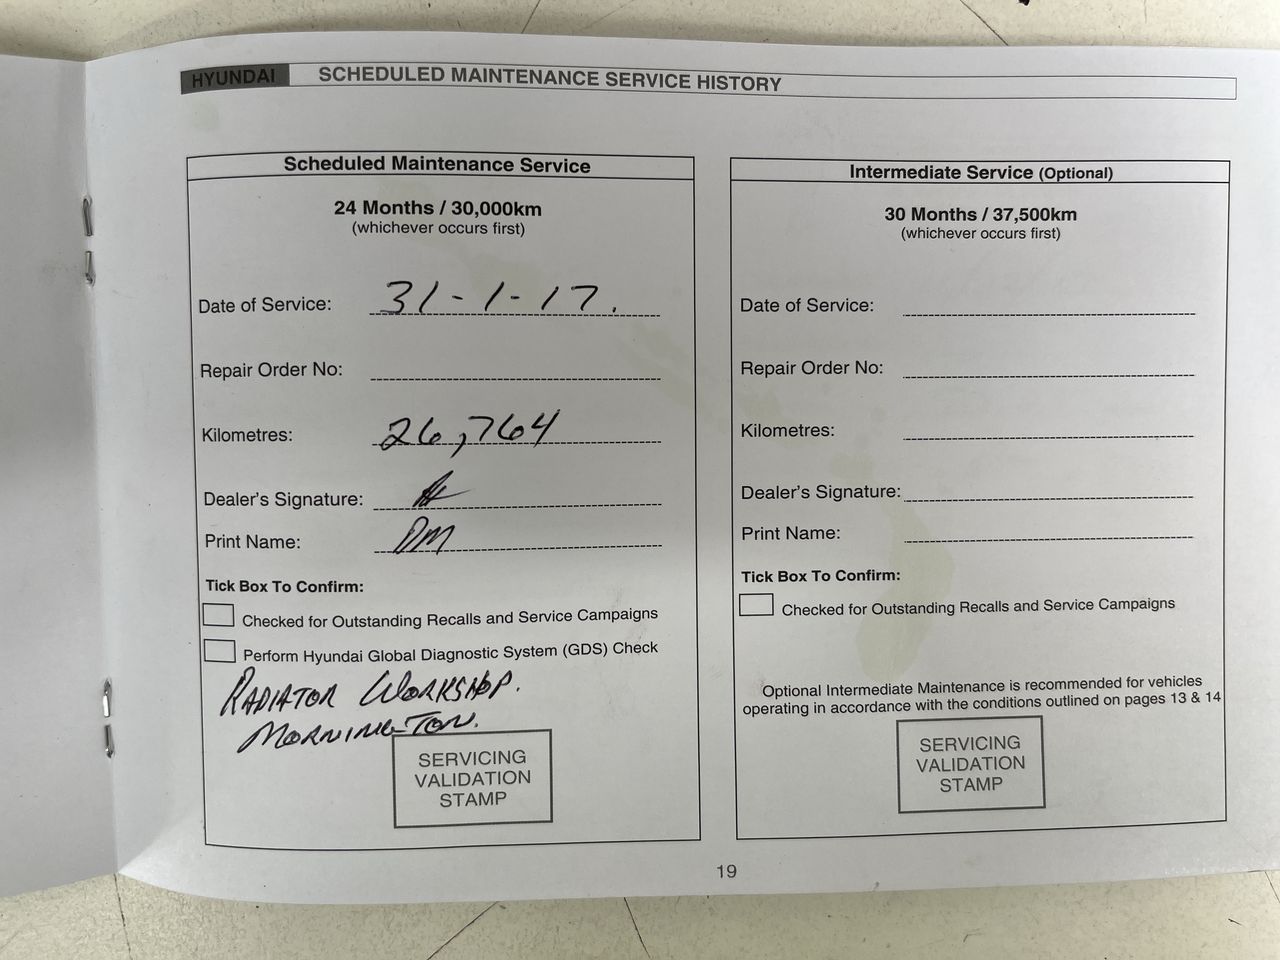 HYUNDAI SCHEDULED MAINTENANCE SERVICE HISTORY
Scheduled Maintenance Service
24 Months / 30,000km
(whichever occurs first)
Date of Service: 31-1-17.
Repair Order No:
Kilometres: 26,764
Dealer's Signature:
Print Name: DM
Tick Box To Confirm:
Checked for Outstanding Recalls and Service Campaigns
Perform Hyundai Global Diagnostic System (GDS) Check
RADIATOR WORKSHOP.
MORNINGTON.
SERVICING
VALIDATION
STAMP
Intermediate Service (Optional)
30 Months / 37,500km
(whichever occurs first)
Date of Service:
Repair Order No:
Kilometres:
Dealer's Signature:
Print Name:
Tick Box To Confirm:
Checked for Outstanding Recalls and Service Campaigns
Optional Intermediate Maintenance is recommended for vehicles
operating in accordance with the conditions outlined on pages 13 & 14
SERVICING
VALIDATION
STAMP
19